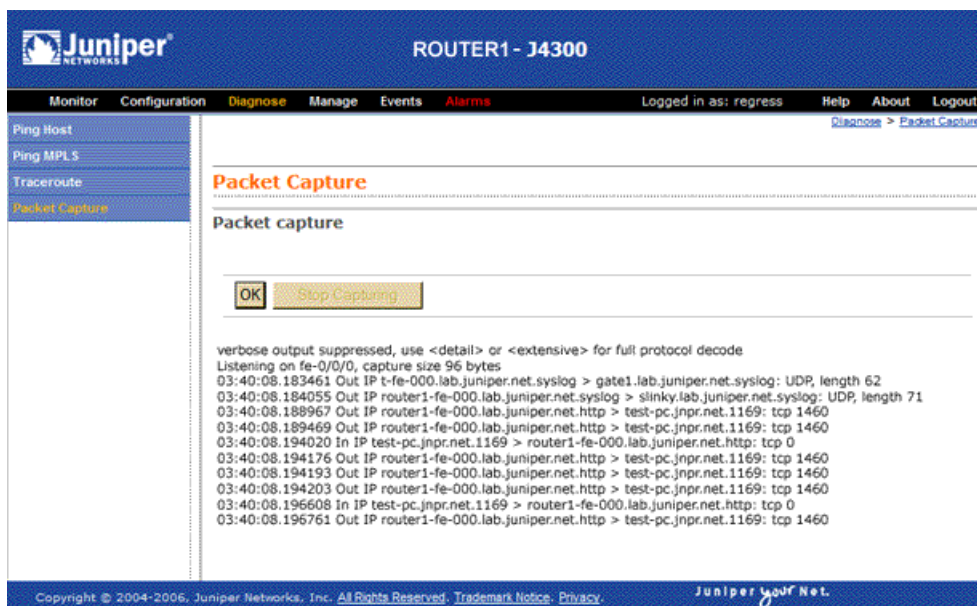 Juniper®
NETWORKS
ROUTER1- J4300
Monitor Configuration Diagnose Manage Events Alarms Logged in as: regress Help About Logout
Diagnose > Packet Capture
Ping Host
Ping MPLS
Traceroute
Packet Capture
Packet Capture
Packet capture
OK Stop Capturing
verbose output suppressed, use <detail> or <extensive> for full protocol decode
Listening on fe-0/0/0, capture size 96 bytes
03:40:08.183461 Out IP t-fe-000.lab.juniper.net.syslog > gate1.lab.juniper.net.syslog: UDP, length 62
03:40:08.184055 Out IP router1-fe-000.lab.juniper.net.syslog > slinky.lab.juniper.net.syslog: UDP, length 71
03:40:08.188967 Out IP router1-fe-000.lab.juniper.net.http > test-pc.jnpr.net.1169: tcp 1460
03:40:08.189469 Out IP router1-fe-000.lab.juniper.net.http > test-pc.jnpr.net.1169: tcp 1460
03:40:08.194020 In IP test-pc.jnpr.net.1169 > router1-fe-000.lab.juniper.net.http: tcp 0
03:40:08.194176 Out IP router1-fe-000.lab.juniper.net.http > test-pc.jnpr.net.1169: tcp 1460
03:40:08.194193 Out IP router1-fe-000.lab.juniper.net.http > test-pc.jnpr.net.1169: tcp 1460
03:40:08.194203 Out IP router1-fe-000.lab.juniper.net.http > test-pc.jnpr.net.1169: tcp 1460
03:40:08.196608 In IP test-pc.jnpr.net.1169 > router1-fe-000.lab.juniper.net.http: tcp 0
03:40:08.196761 Out IP router1-fe-000.lab.juniper.net.http > test-pc.jnpr.net.1169: tcp 1460
Copyright © 2004-2006, Juniper Networks, Inc. All Rights Reserved. Trademark Notice. Privacy. Juniper your Net.